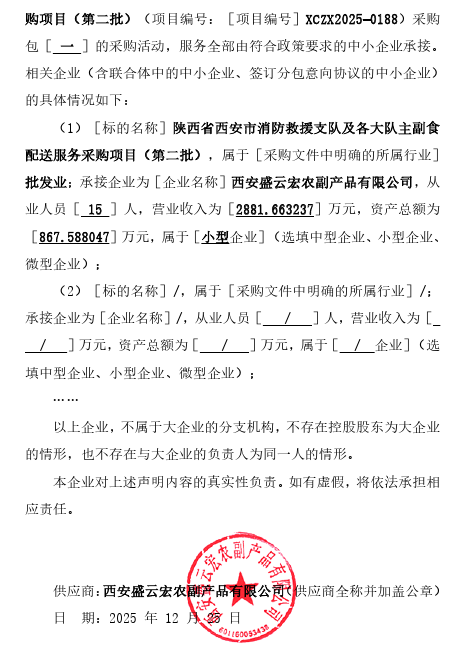 购项目（第二批）（项目编号：［项目编号］XCZX2025—0188）采购
包［ 一 ］的采购活动，服务全部由符合政策要求的中小企业承接。
相关企业（含联合体中的中小企业、签订分包意向协议的中小企业）
的具体情况如下：
（1）［标的名称］陕西省西安市消防救援支队及各大队主副食
配送服务采购项目（第二批），属于［采购文件中明确的所属行业］
批发业；承接企业为［企业名称］西安盛云宏农副产品有限公司，从
业人员［ 15 ］人，营业收入为［2881.663237］万元，资产总额为
［867.588047］万元，属于［小型企业］（选填中型企业、小型企业、
微型企业）；
（2）［标的名称］/，属于［采购文件中明确的所属行业］/；
承接企业为［企业名称］/，从业人员［ / ］人，营业收入为［
 / ］万元，资产总额为［ / ］万元，属于［ / 企业］（选
填中型企业、小型企业、微型企业）；
……
以上企业，不属于大企业的分支机构，不存在控股股东为大企业
的情形，也不存在与大企业的负责人为同一人的情形。
本企业对上述声明内容的真实性负责。如有虚假，将依法承担相
应责任。
西安盛云宏农副产品有限公司
供应商：西安盛云宏农副产品有限公司（供应商全称并加盖公章）
日 期：2025 年 12 月 25 日